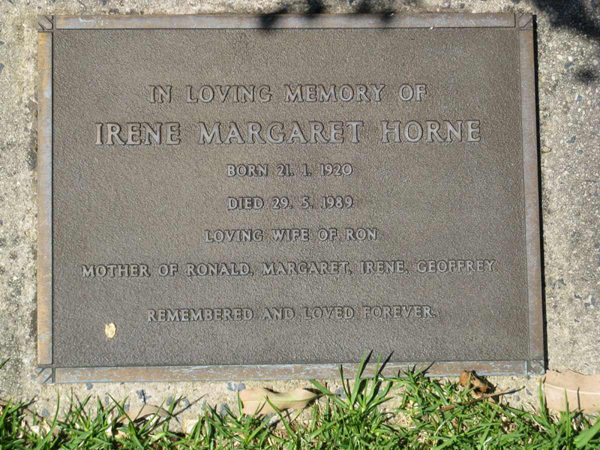 IN LOVING MEMORY OF
IRENE MARGARET HORNE
BORN 21. 1. 1920
DIED 29. 5. 1989
LOVING WIFE OF RON
MOTHER OF RONALD, MARGARET, IRENE, GEOFFREY.
REMEMBERED AND LOVED FOREVER.